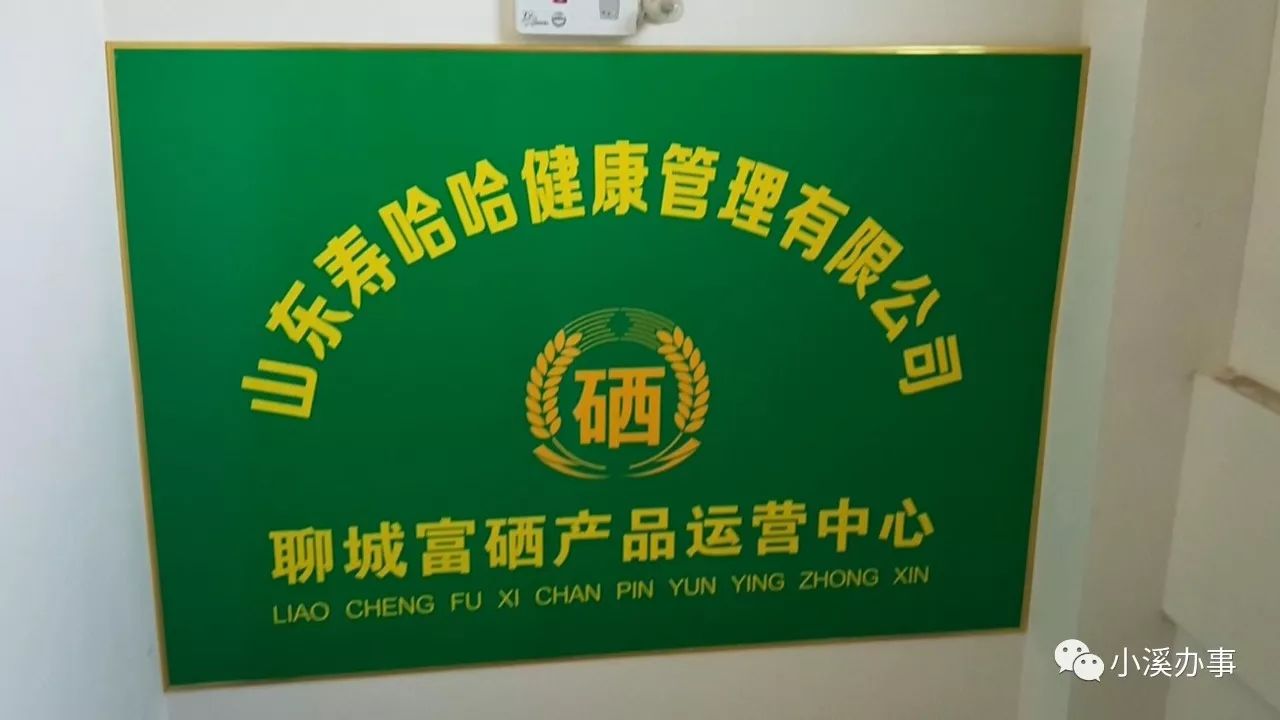 山东寿哈哈健康管理有限公司
硒
聊城富硒产品运营中心
LIAO CHENG FU XI CHAN PIN YUN YING ZHONG XIN
小溪办事